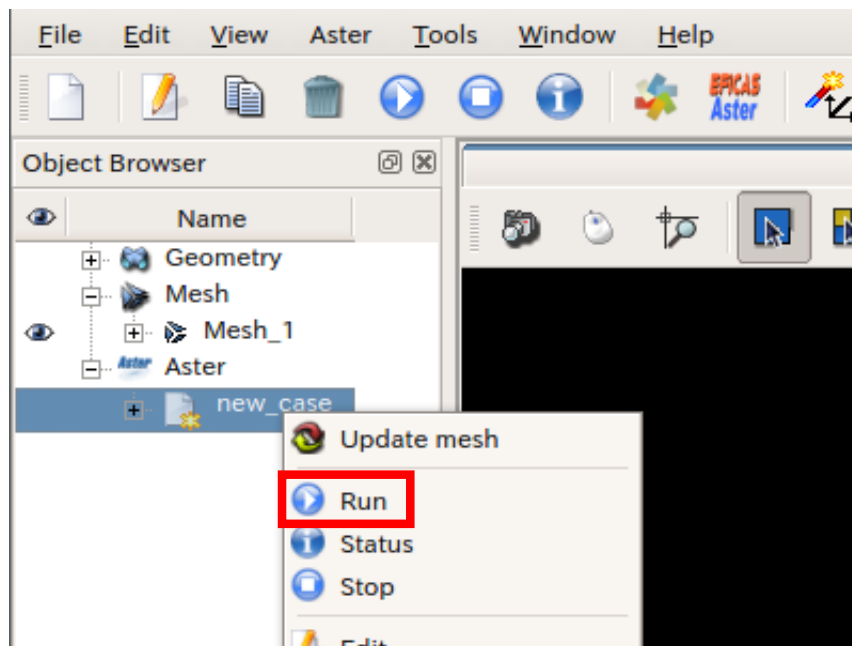 File Edit View Aster Tools Window Help
EFICAS
Aster
Object Browser
Name
Geometry
Mesh
Mesh_1
Aster Aster
new_case
Update mesh
Run
Status
Stop
Edit